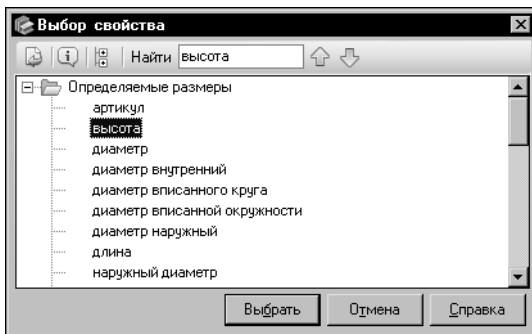 Выбор свойства
Найти высота
Определяемые размеры
артикул
высота
диаметр
диаметр внутренний
диаметр вписанного круга
диаметр вписанной окружности
диаметр наружный
длина
наружный диаметр
Выбрать Отмена Справка